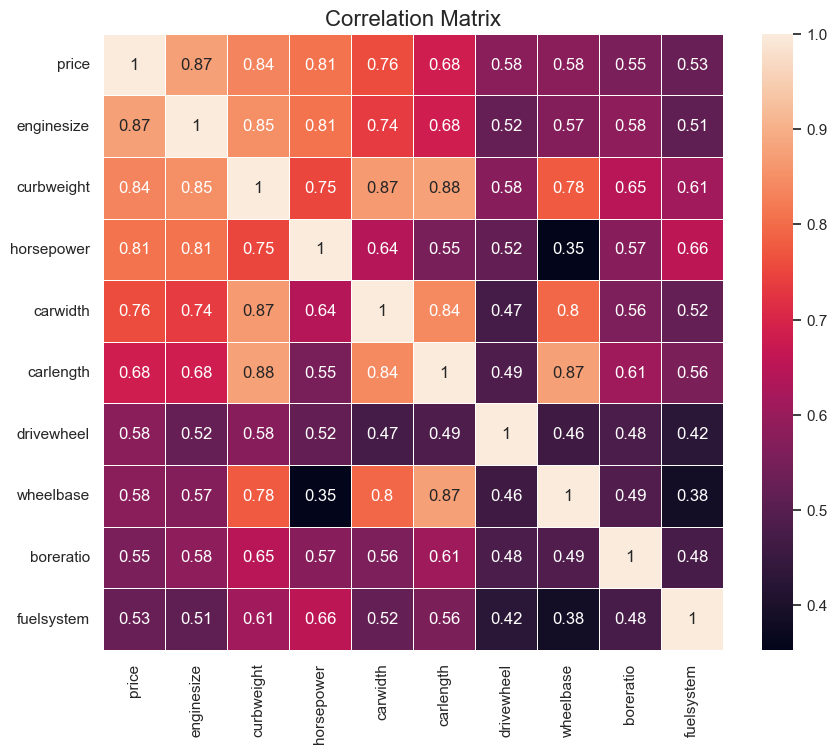 Correlation Matrix
price 1 0.87 0.84 0.81 0.76 0.68 0.58 0.58 0.55 0.53
enginesize 0.87 1 0.85 0.81 0.74 0.68 0.52 0.57 0.58 0.51
curbweight 0.84 0.85 1 0.75 0.87 0.88 0.58 0.78 0.65 0.61
horsepower 0.81 0.81 0.75 1 0.64 0.55 0.52 0.35 0.57 0.66
carwidth 0.76 0.74 0.87 0.64 1 0.84 0.47 0.8 0.56 0.52
carlength 0.68 0.68 0.88 0.55 0.84 1 0.49 0.87 0.61 0.56
drivewheel 0.58 0.52 0.58 0.52 0.47 0.49 1 0.46 0.48 0.42
wheelbase 0.58 0.57 0.78 0.35 0.8 0.87 0.46 1 0.49 0.38
boreratio 0.55 0.58 0.65 0.57 0.56 0.61 0.48 0.49 1 0.48
fuelsystem 0.53 0.51 0.61 0.66 0.52 0.56 0.42 0.38 0.48 1
price enginesize curbweight horsepower carwidth carlength drivewheel wheelbase boreratio fuelsystem
1.0
0.9
0.8
0.7
0.6
0.5
0.4